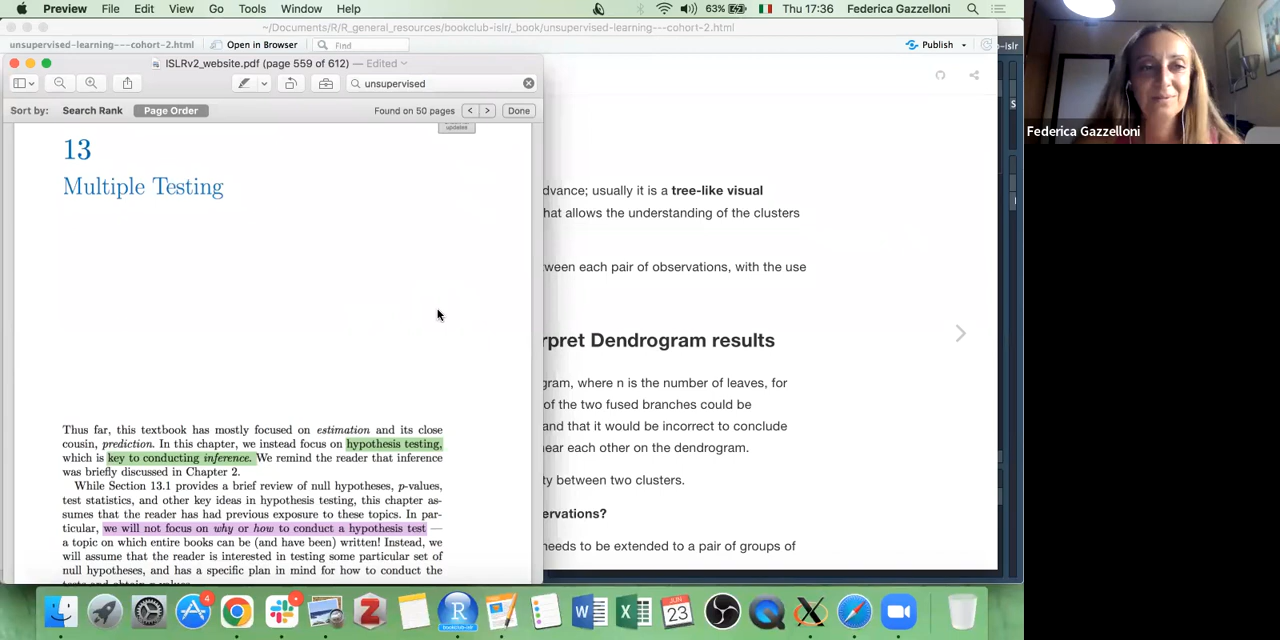 Preview File Edit View Go Tools Window Help 63% Thu 17:36 Federica Gazzelloni
~/Documents/R/R_general_resources/bookclub-islr/_book/unsupervised-learning---cohort-2.html
unsupervised-learning---cohort-2.html Open in Browser Find Publish
ISLRv2_website.pdf (page 559 of 612) — Edited
unsupervised
Sort by: Search Rank Page Order Found on 50 pages < > Done
updates
13
Multiple Testing
Thus far, this textbook has mostly focused on estimation and its close
cousin, prediction. In this chapter, we instead focus on hypothesis testing,
which is key to conducting inference. We remind the reader that inference
was briefly discussed in Chapter 2.
While Section 13.1 provides a brief review of null hypotheses, p-values,
test statistics, and other key ideas in hypothesis testing, this chapter as-
sumes that the reader has had previous exposure to these topics. In par-
ticular, we will not focus on why or how to conduct a hypothesis test —
a topic on which entire books can be (and have been) written! Instead, we
will assume that the reader is interested in testing some particular set of
null hypotheses, and has a specific plan in mind for how to conduct the
tests and obtain p-values.
dvance; usually it is a tree-like visual
hat allows the understanding of the clusters
ween each pair of observations, with the use
rpret Dendrogram results
gram, where n is the number of leaves, for
of the two fused branches could be
and that it would be incorrect to conclude
near each other on the dendrogram.
ty between two clusters.
ervations?
needs to be extended to a pair of groups of
o-islr
S
4
JUN
23
R
bookclub-islr
Federica Gazzelloni